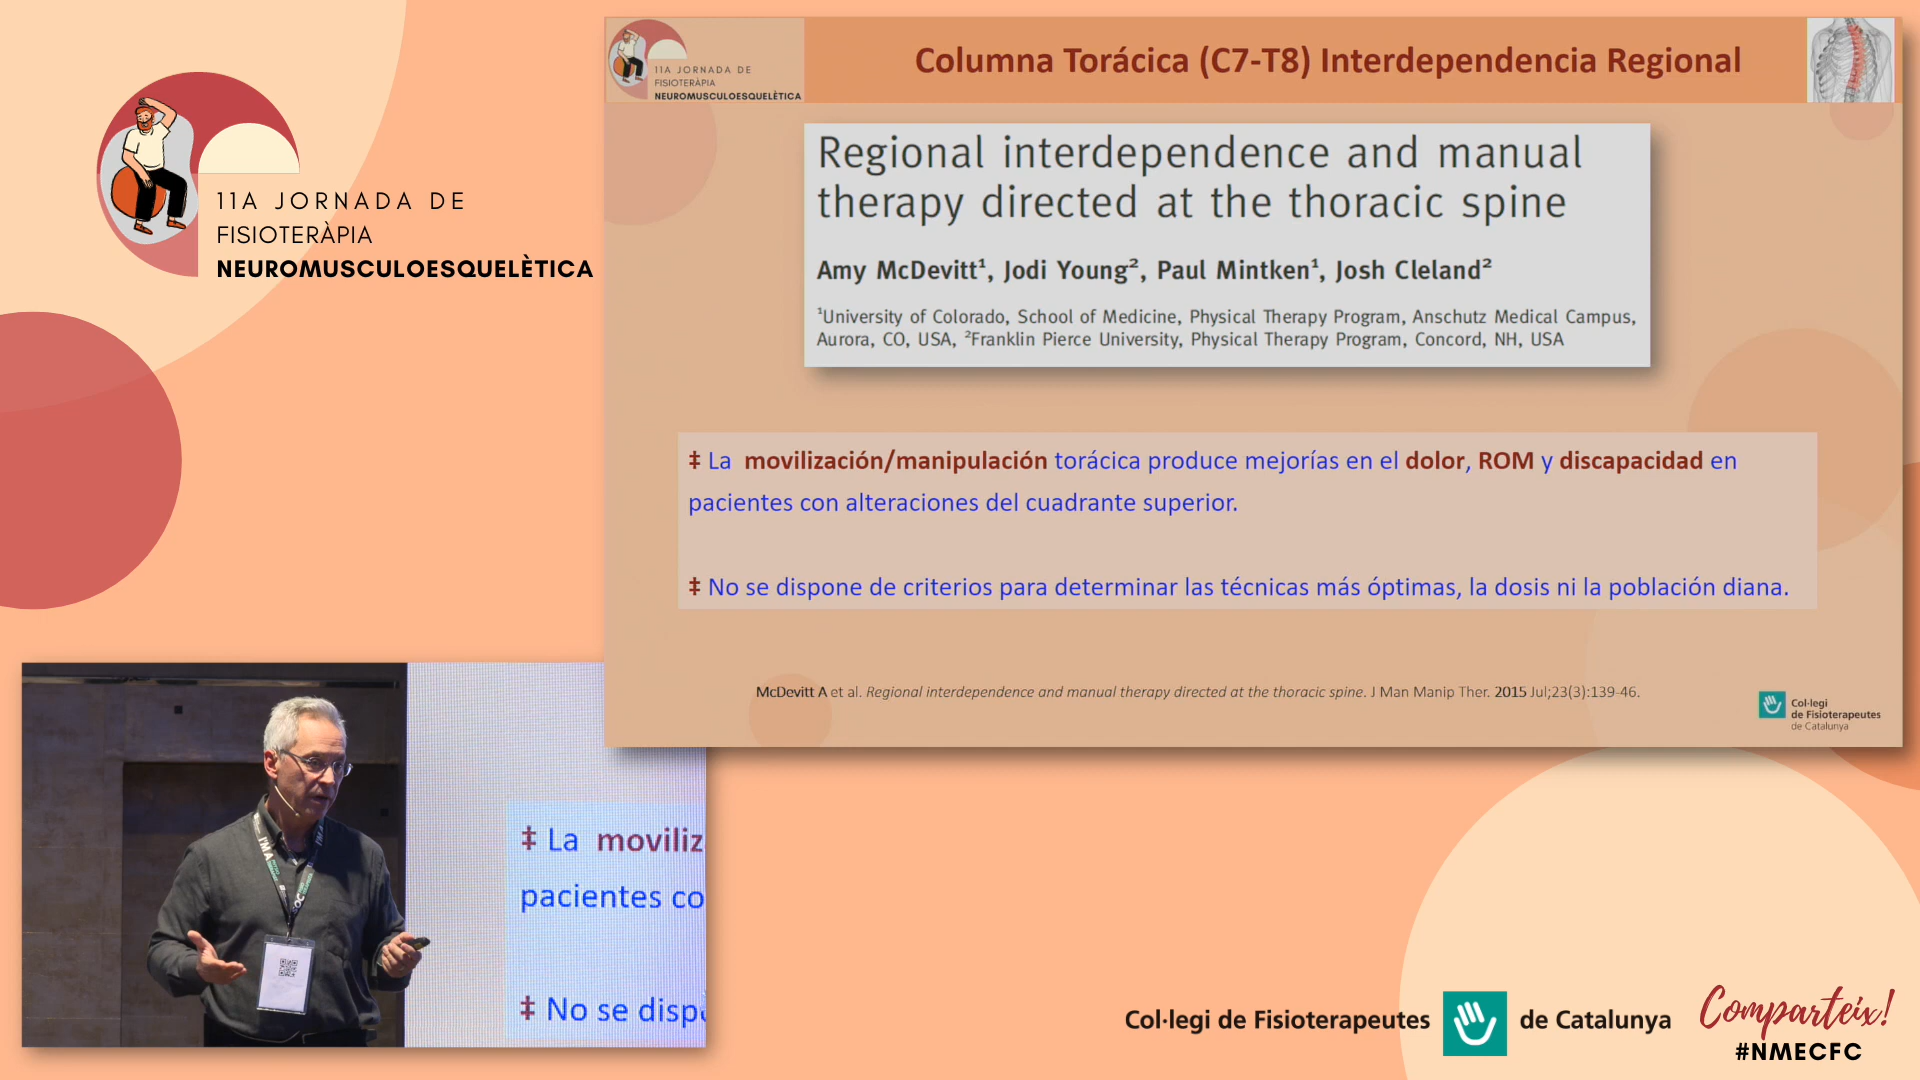 11A JORNADA DE
FISIOTERÀPIA
NEUROMUSCULOESQUELÈTICA
11A JORNADA DE
FISIOTERÀPIA
NEUROMUSCULOESQUELÈTICA
Columna Torácica (C7-T8) Interdependencia Regional
Regional interdependence and manual
therapy directed at the thoracic spine
Amy McDevitt¹, Jodi Young², Paul Mintken¹, Josh Cleland²
¹University of Colorado, School of Medicine, Physical Therapy Program, Anschutz Medical Campus,
Aurora, CO, USA, ²Franklin Pierce University, Physical Therapy Program, Concord, NH, USA
‡ La movilización/manipulación torácica produce mejorías en el dolor, ROM y discapacidad en
pacientes con alteraciones del cuadrante superior.
‡ No se dispone de criterios para determinar las técnicas más óptimas, la dosis ni la población diana.
McDevitt A et al. Regional interdependence and manual therapy directed at the thoracic spine. J Man Manip Ther. 2015 Jul;23(3):139-46.
Col·legi
de Fisioterapeutes
de Catalunya
‡ La moviliz
pacientes co
‡ No se disp
I'M A
Col·legi de Fisioterapeutes de Catalunya
Comparteix!
#NMECFC